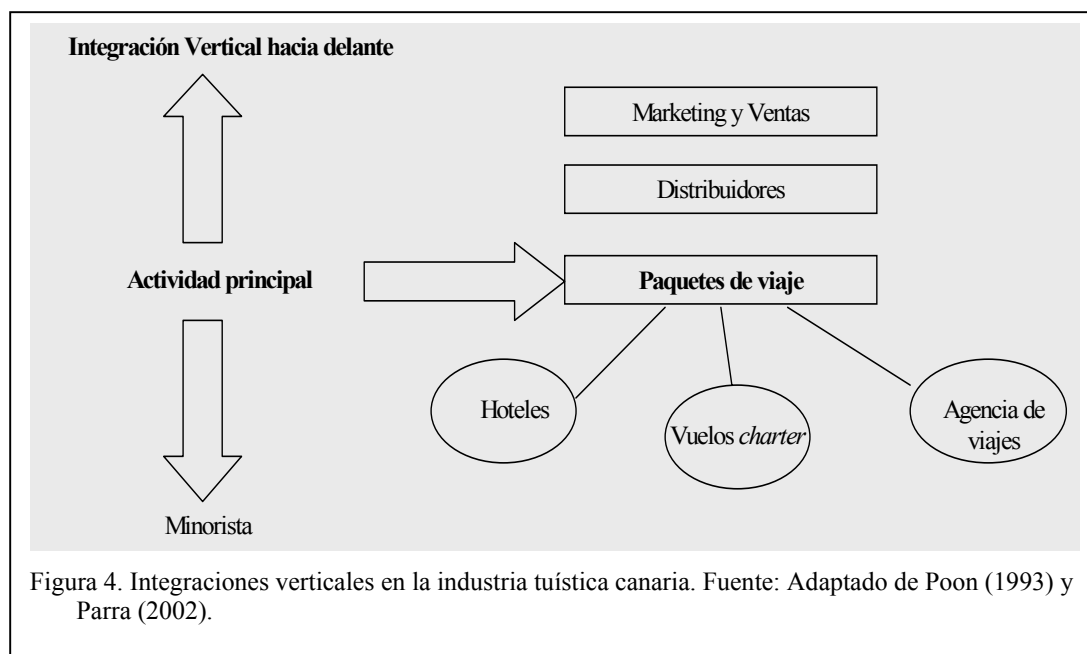 Integración Vertical hacia delante
Marketing y Ventas
Distribuidores
Actividad principal
Paquetes de viaje
Hoteles
Vuelos charter
Agencia de
viajes
Minorista
Figura 4. Integraciones verticales en la industria tuística canaria. Fuente: Adaptado de Poon (1993) y
Parra (2002).